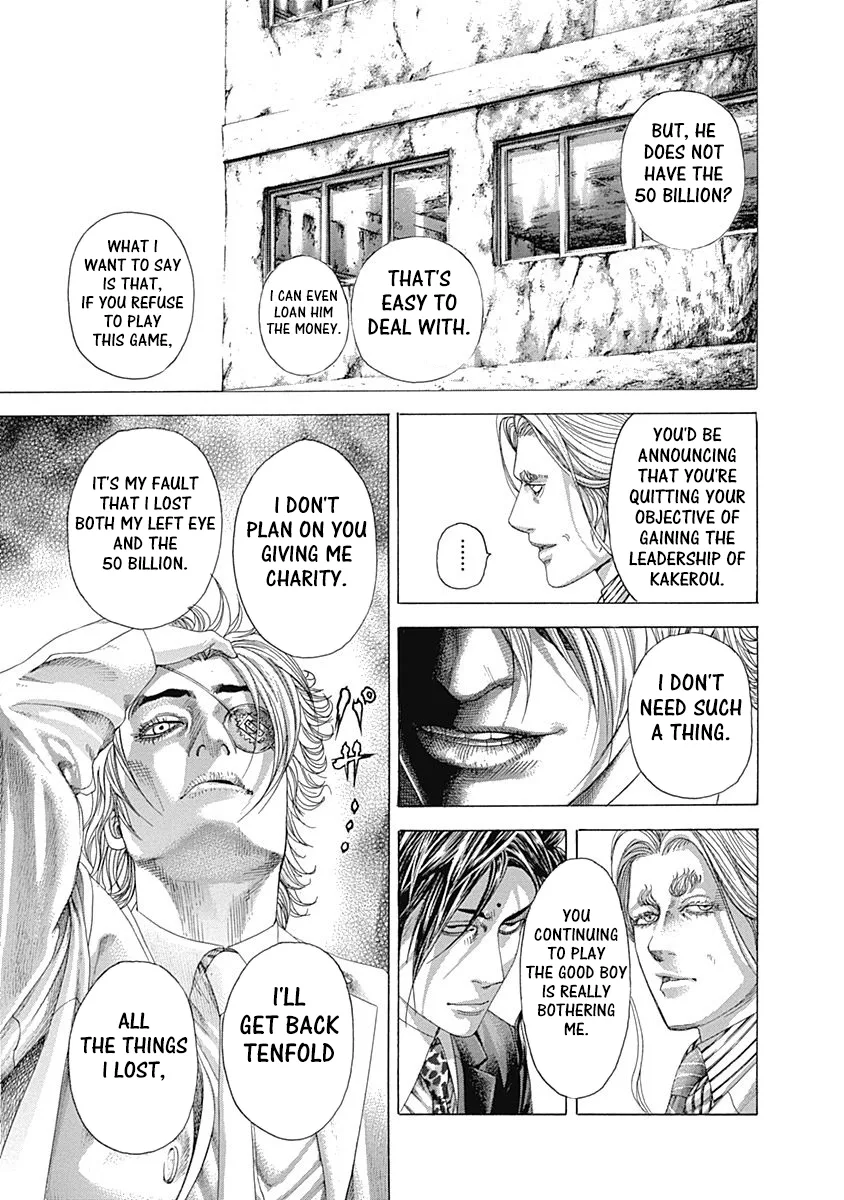 BUT, HE
DOES NOT
HAVE THE
50 BILLION?
THAT'S
EASY TO
DEAL WITH.
I CAN EVEN
LOAN HIM
THE MONEY.
WHAT I
WANT TO SAY
IS THAT,
IF YOU REFUSE
TO PLAY
THIS GAME,
YOU'D BE
ANNOUNCING
THAT YOU'RE
QUITTING YOUR
OBJECTIVE OF
GAINING THE
LEADERSHIP OF
KAKEROU.
......
I DON'T
NEED SUCH
A THING.
YOU
CONTINUING
TO PLAY
THE GOOD BOY
IS REALLY
BOTHERING
ME.
I DON'T
PLAN ON YOU
GIVING ME
CHARITY.
IT'S MY FAULT
THAT I LOST
BOTH MY LEFT EYE
AND THE
50 BILLION.
パサ…
I'LL
GET BACK
TENFOLD
ALL
THE THINGS
I LOST,